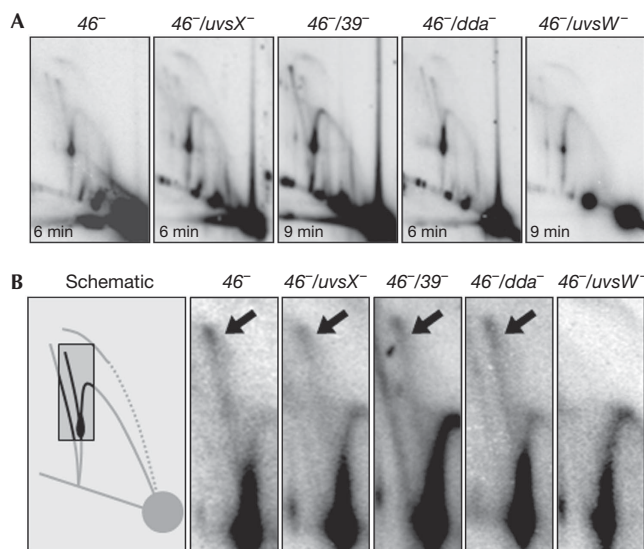 A
46⁻ 46⁻/uvsX⁻ 46⁻/39⁻ 46⁻/dda⁻ 46⁻/uvsW⁻
6 min 6 min 9 min 6 min 9 min
B
Schematic 46⁻ 46⁻/uvsX⁻ 46⁻/39⁻ 46⁻/dda⁻ 46⁻/uvsW⁻